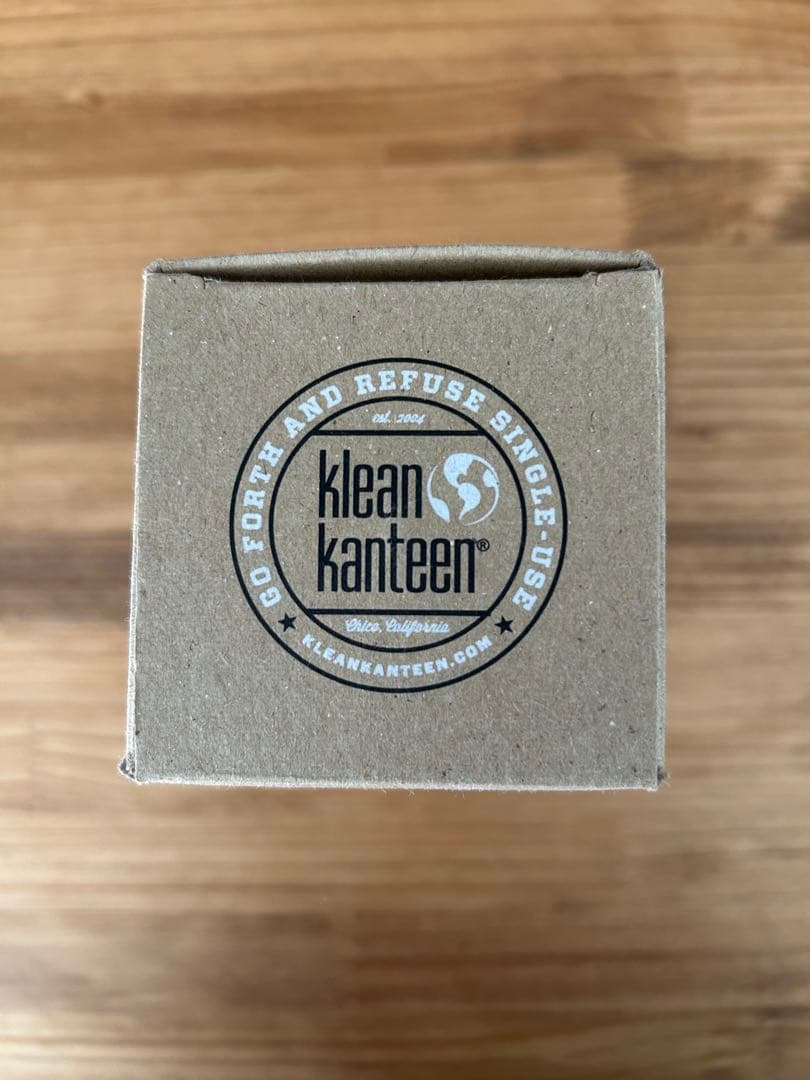 GO FORTH AND REFUSE SINGLE-USE
est. 2004
klean
kanteen®
Chico, California
KLEANKANTEEN.COM